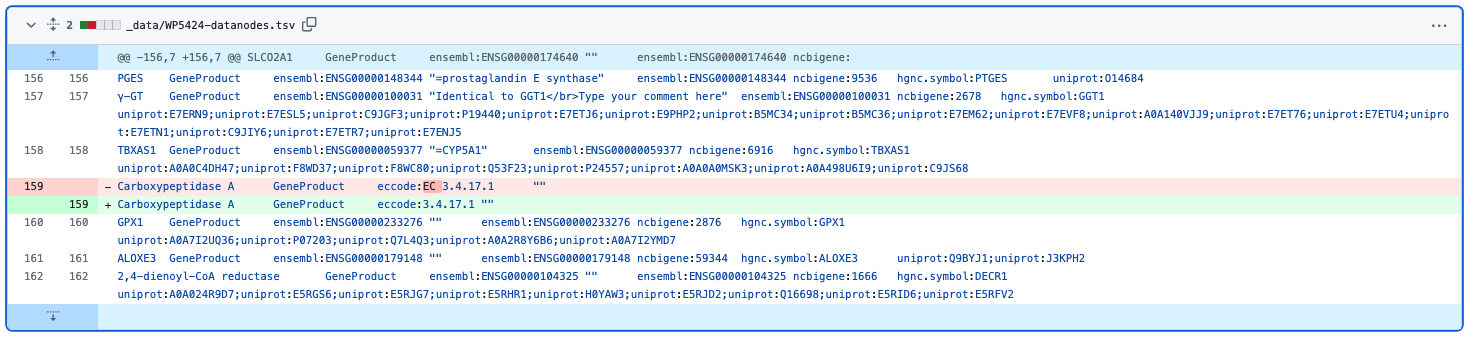 2 _data/WP5424-datanodes.tsv
@@ -156,7 +156,7 @@ SLCO2A1 GeneProduct ensembl:ENSG00000174640 "" ensembl:ENSG00000174640 ncbigene:
156 156 PGES GeneProduct ensembl:ENSG00000148344 "=prostaglandin E synthase" ensembl:ENSG00000148344 ncbigene:9536 hgnc.symbol:PTGES uniprot:O14684
157 157 γ-GT GeneProduct ensembl:ENSG00000100031 "Identical to GGT1</br>Type your comment here" ensembl:ENSG00000100031 ncbigene:2678 hgnc.symbol:GGT1
uniprot:E7ERN9;uniprot:E7ESL5;uniprot:C9JGF3;uniprot:P19440;uniprot:E7ETJ6;uniprot:E9PHP2;uniprot:B5MC34;uniprot:B5MC36;uniprot:E7EM62;uniprot:E7EVF8;uniprot:A0A140VJJ9;uniprot:E7ET76;uniprot:E7ETU4;unipro
t:E7ETN1;uniprot:C9JIY6;uniprot:E7ETR7;uniprot:E7ENJ5
158 158 TBXAS1 GeneProduct ensembl:ENSG00000059377 "=CYP5A1" ensembl:ENSG00000059377 ncbigene:6916 hgnc.symbol:TBXAS1
uniprot:A0A0C4DH47;uniprot:F8WD37;uniprot:F8WC80;uniprot:Q53F23;uniprot:P24557;uniprot:A0A0A0MSK3;uniprot:A0A498U6I9;uniprot:C9JS68
159 - Carboxypeptidase A GeneProduct eccode:EC 3.4.17.1 ""
159 + Carboxypeptidase A GeneProduct eccode:3.4.17.1 ""
160 160 GPX1 GeneProduct ensembl:ENSG00000233276 "" ensembl:ENSG00000233276 ncbigene:2876 hgnc.symbol:GPX1
uniprot:A0A7I2UQ36;uniprot:P07203;uniprot:Q7L4Q3;uniprot:A0A2R8Y6B6;uniprot:A0A7I2YMD7
161 161 ALOXE3 GeneProduct ensembl:ENSG00000179148 "" ensembl:ENSG00000179148 ncbigene:59344 hgnc.symbol:ALOXE3 uniprot:Q9BYJ1;uniprot:J3KPH2
162 162 2,4-dienoyl-CoA reductase GeneProduct ensembl:ENSG00000104325 "" ensembl:ENSG00000104325 ncbigene:1666 hgnc.symbol:DECR1
uniprot:A0A024R9D7;uniprot:E5RGS6;uniprot:E5RJG7;uniprot:E5RHR1;uniprot:H0YAW3;uniprot:E5RJD2;uniprot:Q16698;uniprot:E5RID6;uniprot:E5RFV2